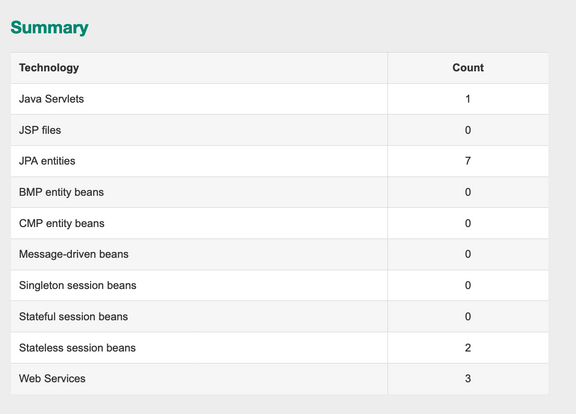 Summary
Technology Count
Java Servlets 1
JSP files 0
JPA entities 7
BMP entity beans 0
CMP entity beans 0
Message-driven beans 0
Singleton session beans 0
Stateful session beans 0
Stateless session beans 2
Web Services 3